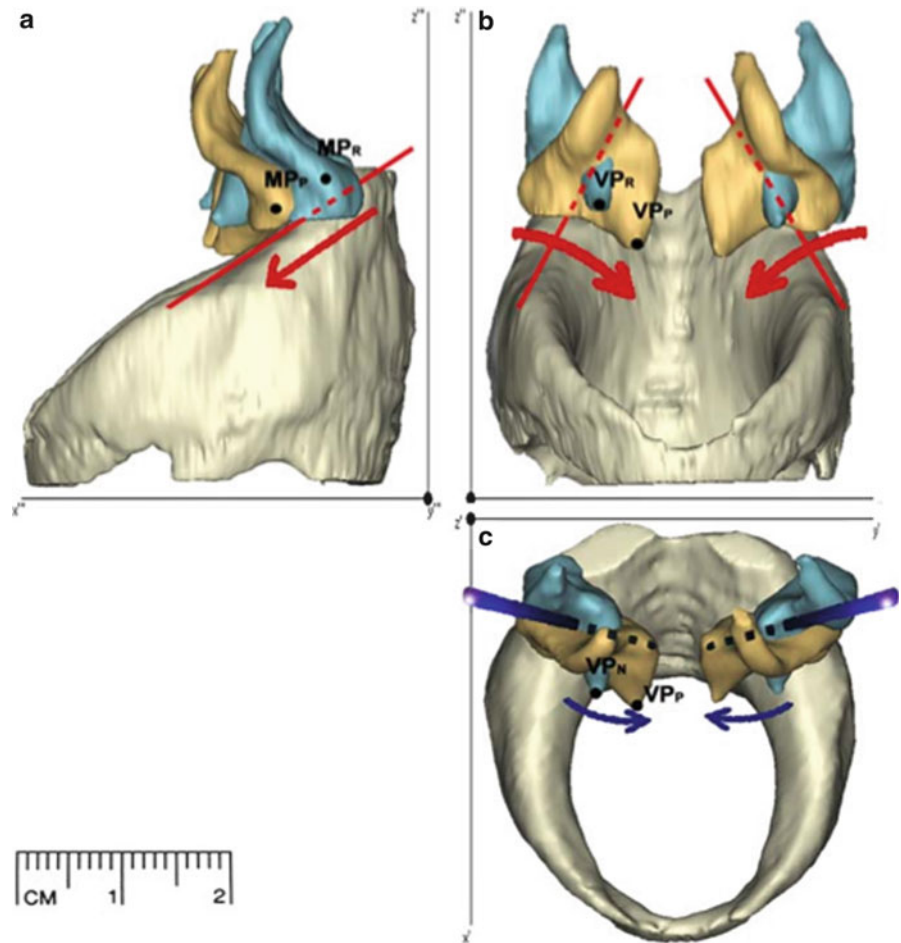 a
z'''
MP_R
MP_P
x'''
y'''
b
z''
VP_R
VP_P
c
z'
y'
VP_N
VP_P
x'
CM 1 2